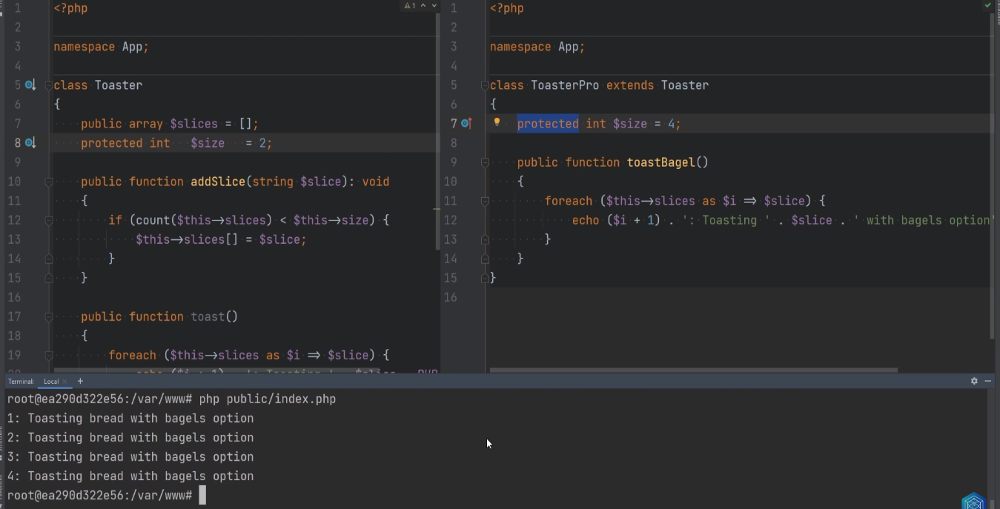 1 <?php
2
3 namespace App;
4
5 class Toaster
6 {
7 public array $slices = [];
8 protected int $size = 2;
9
10 public function addSlice(string $slice): void
11 {
12 if (count($this->slices) < $this->size) {
13 $this->slices[] = $slice;
14 }
15 }
16
17 public function toast()
18 {
19 foreach ($this->slices as $i => $slice) {
1
1 <?php
2
3 namespace App;
4
5 class ToasterPro extends Toaster
6 {
7 protected int $size = 4;
8
9 public function toastBagel()
10 {
11 foreach ($this->slices as $i => $slice) {
12 echo ($i + 1) . ': Toasting ' . $slice . ' with bagels option'
13 }
14 }
15 }
16
Terminal: Local × +
root@ea290d322e56:/var/www# php public/index.php
1: Toasting bread with bagels option
2: Toasting bread with bagels option
3: Toasting bread with bagels option
4: Toasting bread with bagels option
root@ea290d322e56:/var/www#